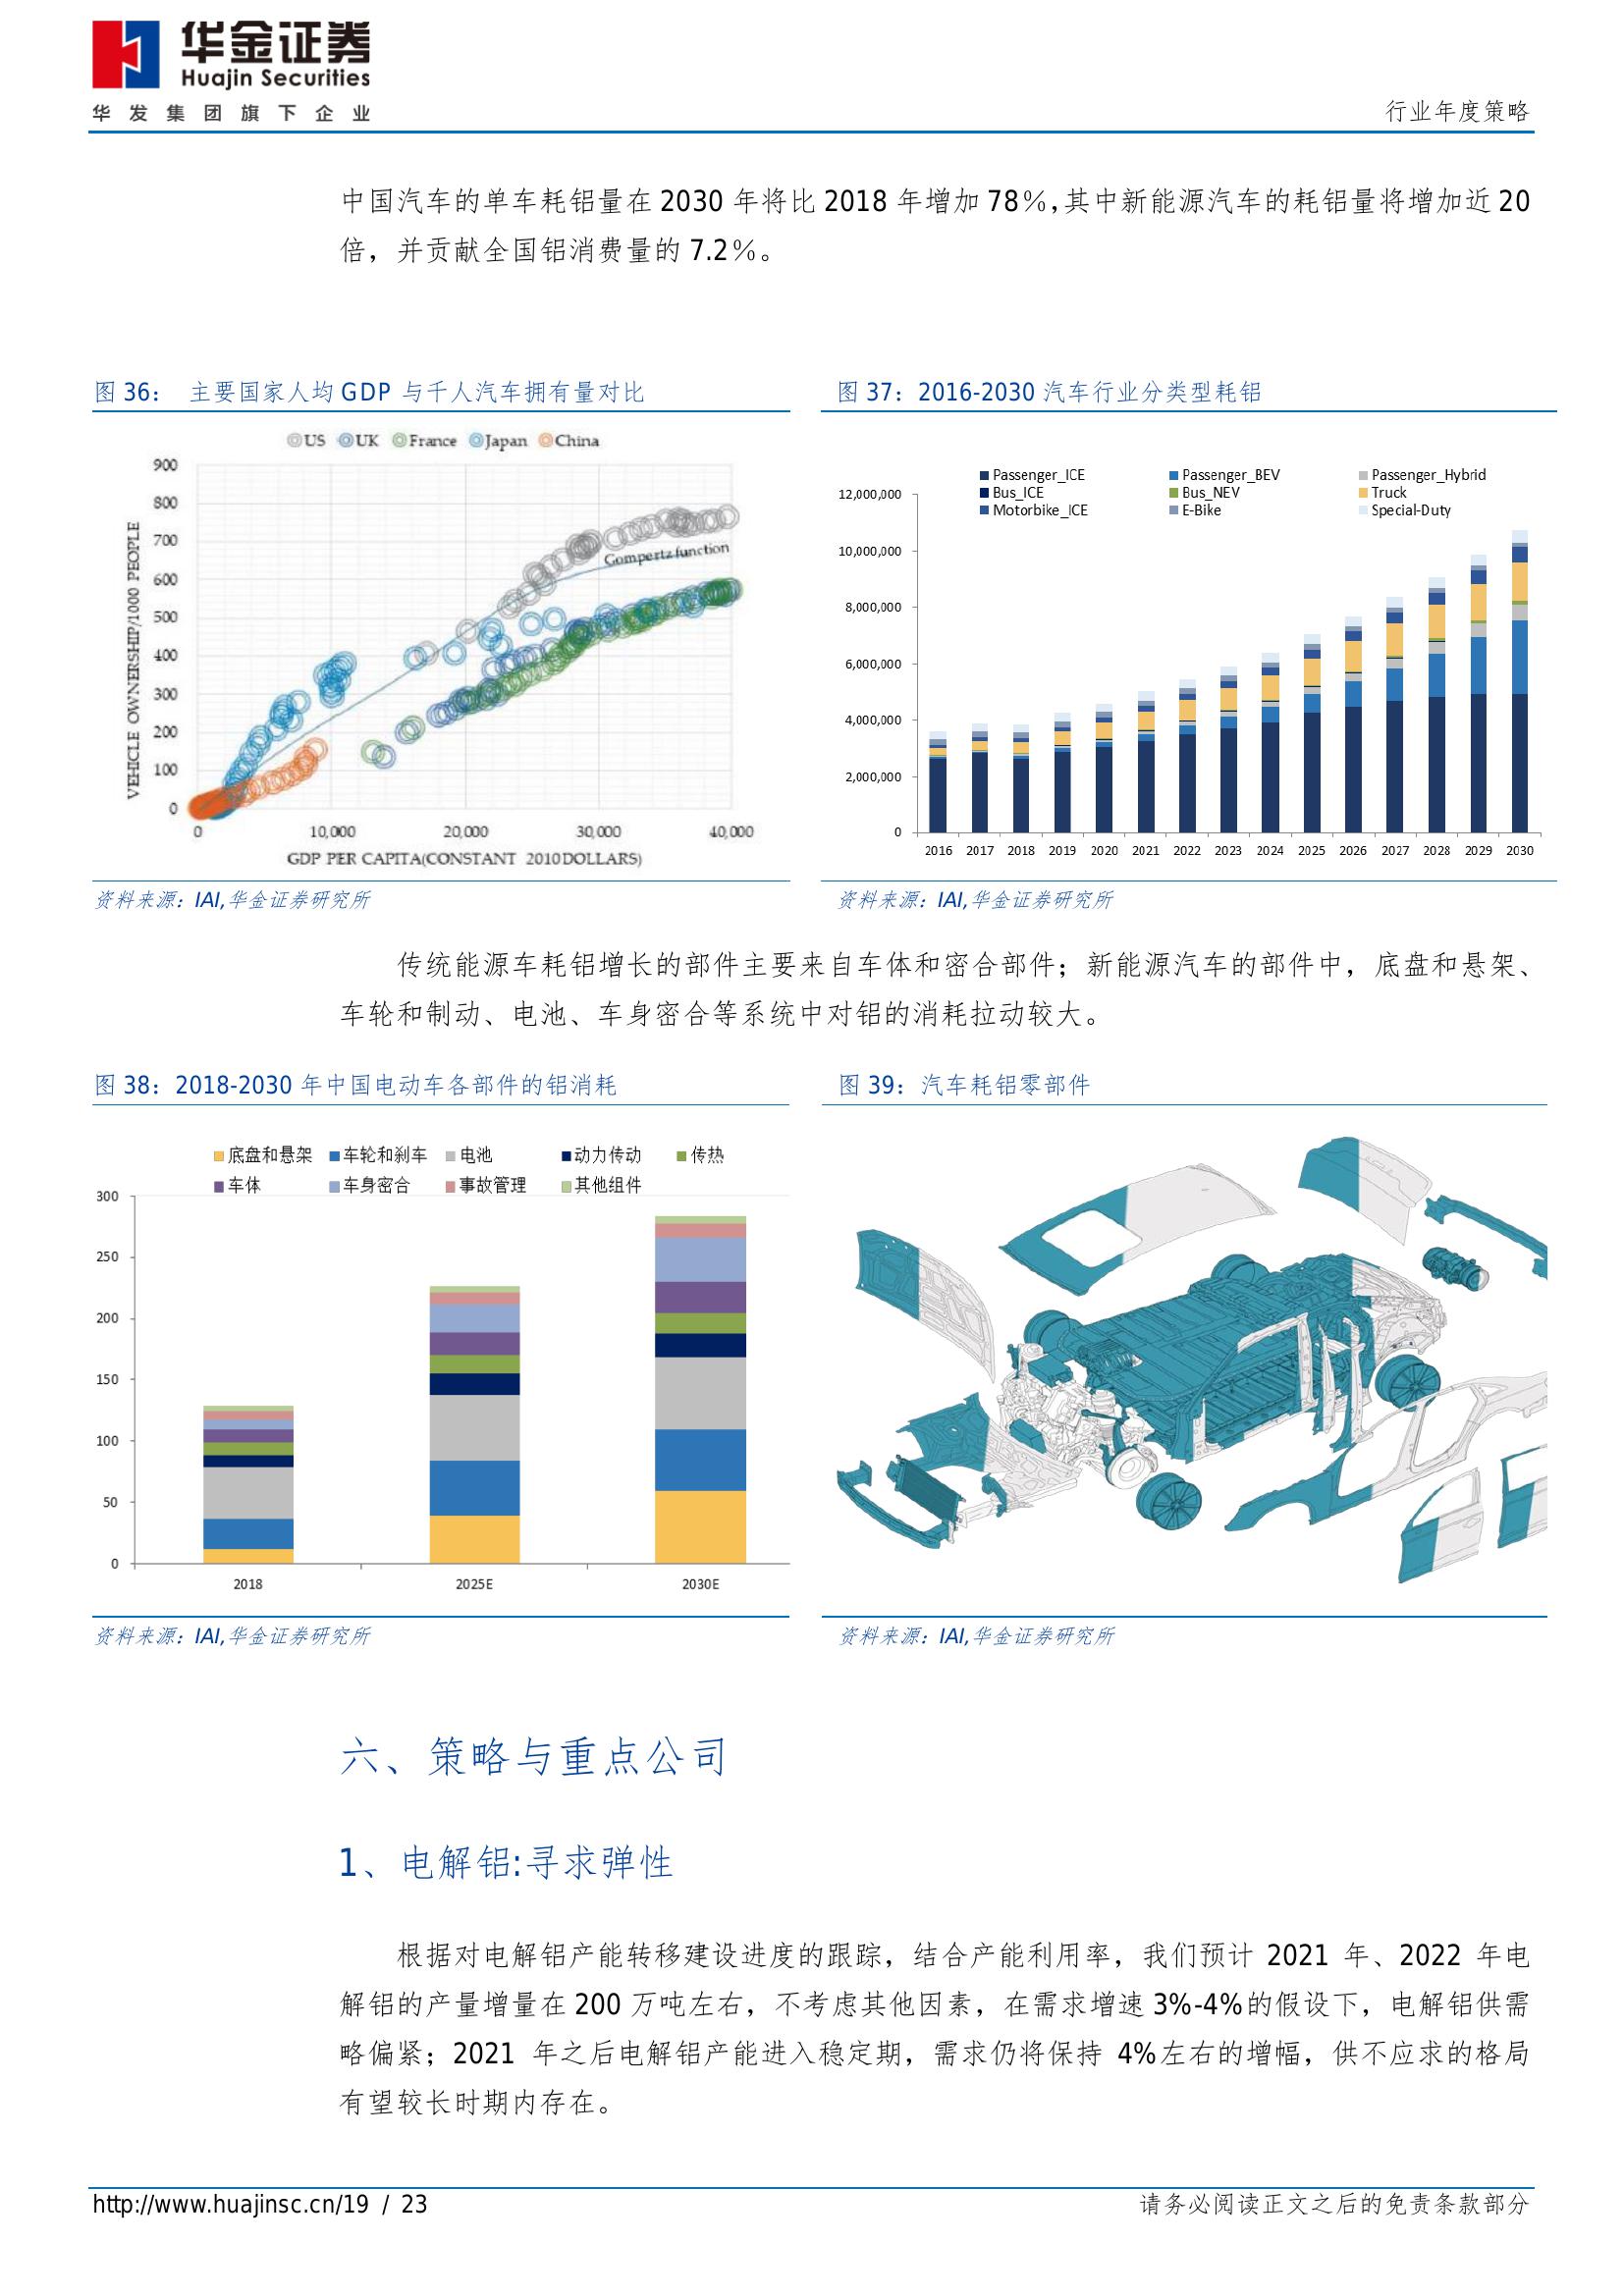 华金证券
Huajin Securities
华发集团旗下企业
行业年度策略
中国汽车的单车耗铝量在 2030 年将比 2018 年增加 78%,其中新能源汽车的耗铝量将增加近 20
倍，并贡献全国铝消费量的 7.2%。
图 36： 主要国家人均 GDP 与千人汽车拥有量对比
US UK France Japan China
900
800
700
600
500
400
300
200
100
0
VEHICLE OWNERSHIP/1000 PEOPLE
Gompertz function
0 10,000 20,000 30,000 40,000
GDP PER CAPITA(CONSTANT 2010DOLLARS)
资料来源：IAI,华金证券研究所
图 37：2016-2030 汽车行业分类型耗铝
Passenger_ICE Passenger_BEV Passenger_Hybrid
Bus_ICE Bus_NEV Truck
Motorbike_ICE E-Bike Special-Duty
12,000,000
10,000,000
8,000,000
6,000,000
4,000,000
2,000,000
0
2016 2017 2018 2019 2020 2021 2022 2023 2024 2025 2026 2027 2028 2029 2030
资料来源：IAI,华金证券研究所
传统能源车耗铝增长的部件主要来自车体和密合部件；新能源汽车的部件中，底盘和悬架、
车轮和制动、电池、车身密合等系统中对铝的消耗拉动较大。
图 38：2018-2030 年中国电动车各部件的铝消耗
底盘和悬架 车轮和刹车 电池 动力传动 传热
车体 车身密合 事故管理 其他组件
300
250
200
150
100
50
0
2018 2025E 2030E
资料来源：IAI,华金证券研究所
图 39：汽车耗铝零部件
资料来源：IAI,华金证券研究所
六、策略与重点公司
1、电解铝:寻求弹性
根据对电解铝产能转移建设进度的跟踪，结合产能利用率，我们预计 2021 年、2022 年电
解铝的产量增量在 200 万吨左右，不考虑其他因素，在需求增速 3%-4%的假设下，电解铝供需
略偏紧；2021 年之后电解铝产能进入稳定期，需求仍将保持 4%左右的增幅，供不应求的格局
有望较长时期内存在。
http://www.huajinsc.cn/19 / 23
请务必阅读正文之后的免责条款部分